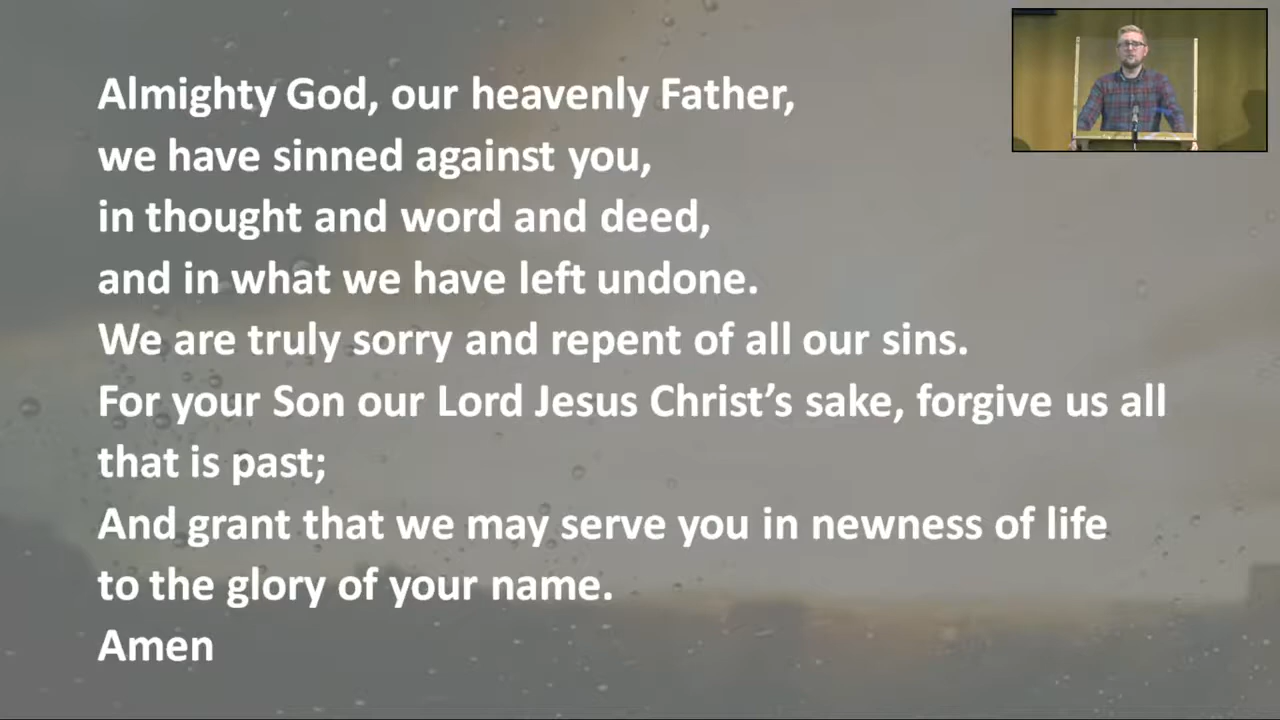 Almighty God, our heavenly Father,
we have sinned against you,
in thought and word and deed,
and in what we have left undone.
We are truly sorry and repent of all our sins.
For your Son our Lord Jesus Christ’s sake, forgive us all
that is past;
And grant that we may serve you in newness of life
to the glory of your name.
Amen